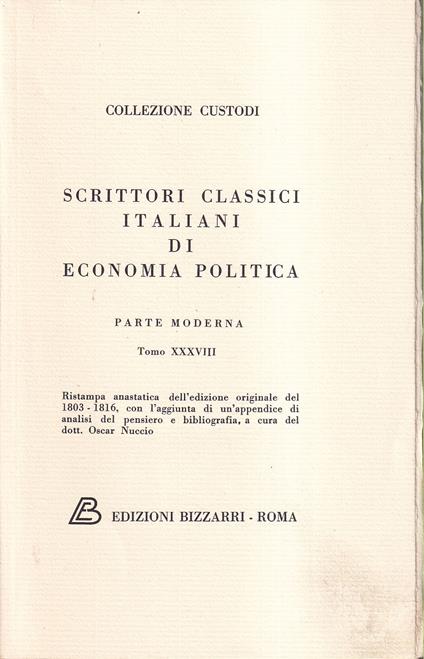 COLLEZIONE CUSTODI
SCRITTORI CLASSICI
ITALIANI
DI
ECONOMIA POLITICA
PARTE MODERNA
Tomo XXXVIII
Ristampa anastatica dell'edizione originale del
1803 - 1816, con l'aggiunta di un'appendice di
analisi del pensiero e bibliografia, a cura del
dott. Oscar Nuccio
EDIZIONI BIZZARRI - ROMA